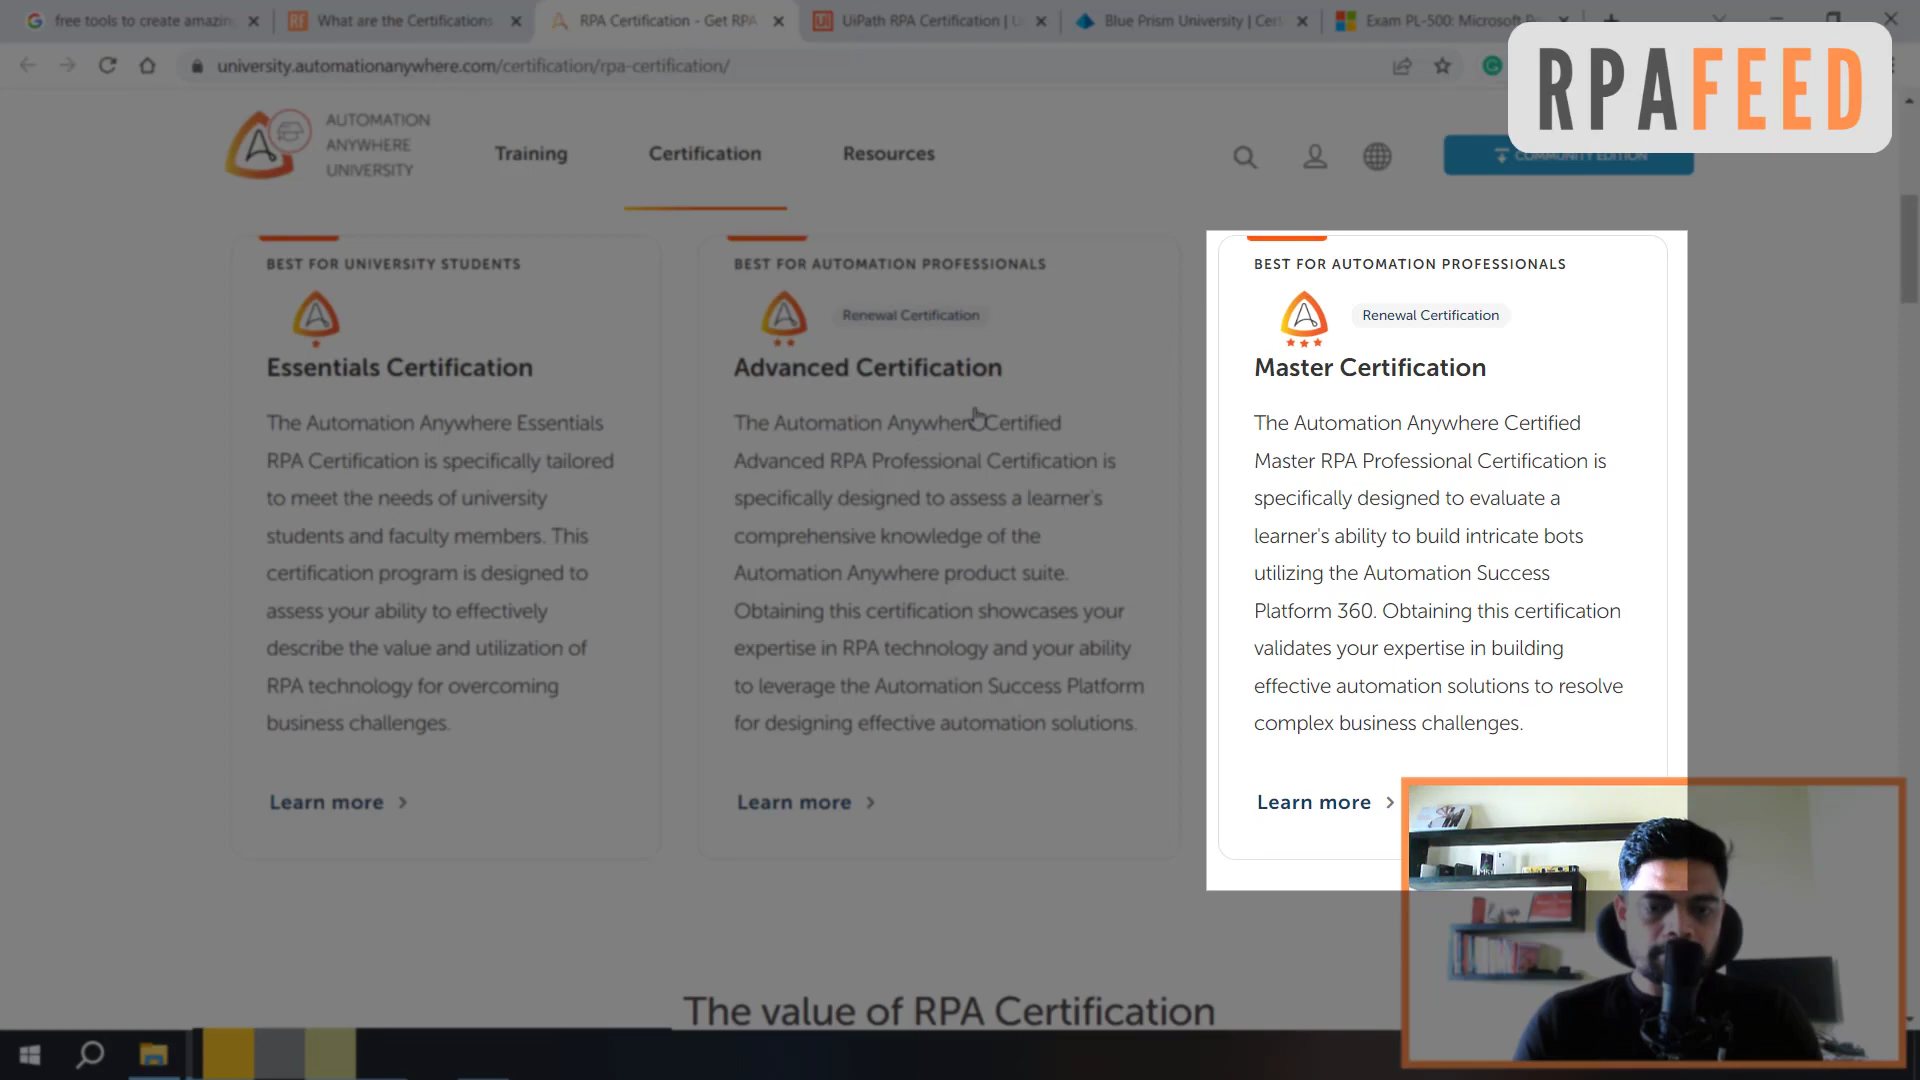 free tools to create amazin
What are the Certifications
RPA Certification - Get RPA
UiPath RPA Certification | U
Blue Prism University | Cert
Exam PL-500: Microsoft P
university.automationanywhere.com/certification/rpa-certification/
RPAFEED
AUTOMATION
ANYWHERE
UNIVERSITY
Training
Certification
Resources
COMMUNITY EDITION
BEST FOR UNIVERSITY STUDENTS
Essentials Certification
The Automation Anywhere Essentials
RPA Certification is specifically tailored
to meet the needs of university
students and faculty members. This
certification program is designed to
assess your ability to effectively
describe the value and utilization of
RPA technology for overcoming
business challenges.
Learn more
BEST FOR AUTOMATION PROFESSIONALS
Renewal Certification
Advanced Certification
The Automation Anywhere Certified
Advanced RPA Professional Certification is
specifically designed to assess a learner's
comprehensive knowledge of the
Automation Anywhere product suite.
Obtaining this certification showcases your
expertise in RPA technology and your ability
to leverage the Automation Success Platform
for designing effective automation solutions.
Learn more
BEST FOR AUTOMATION PROFESSIONALS
Renewal Certification
Master Certification
The Automation Anywhere Certified
Master RPA Professional Certification is
specifically designed to evaluate a
learner's ability to build intricate bots
utilizing the Automation Success
Platform 360. Obtaining this certification
validates your expertise in building
effective automation solutions to resolve
complex business challenges.
Learn more
The value of RPA Certification